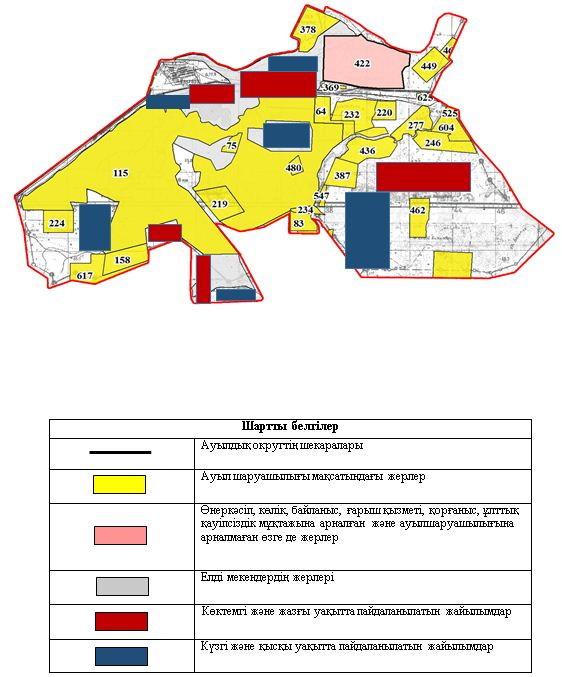 378
422
449
369
625
64
232
220
277
525
604
75
436
246
480
115
387
219
547
462
224
234
83
158
617
Шартты белгілер
Ауылдық округтің шекаралары
Ауыл шаруашылығы мақсатындағы жерлер
Өнеркәсіп, көлік, байланыс, ғарыш қызметі, қорғаныс, ұлттық
қауіпсіздік мұқтажына арналған және ауылшаруашылығына
арналмаған өзге де жерлер
Елді мекендердің жерлері
Көктемгі және жазғы уақытта пайдаланылатын жайылымдар
Күзгі және қысқы уақытта пайдаланылатын жайылымдар